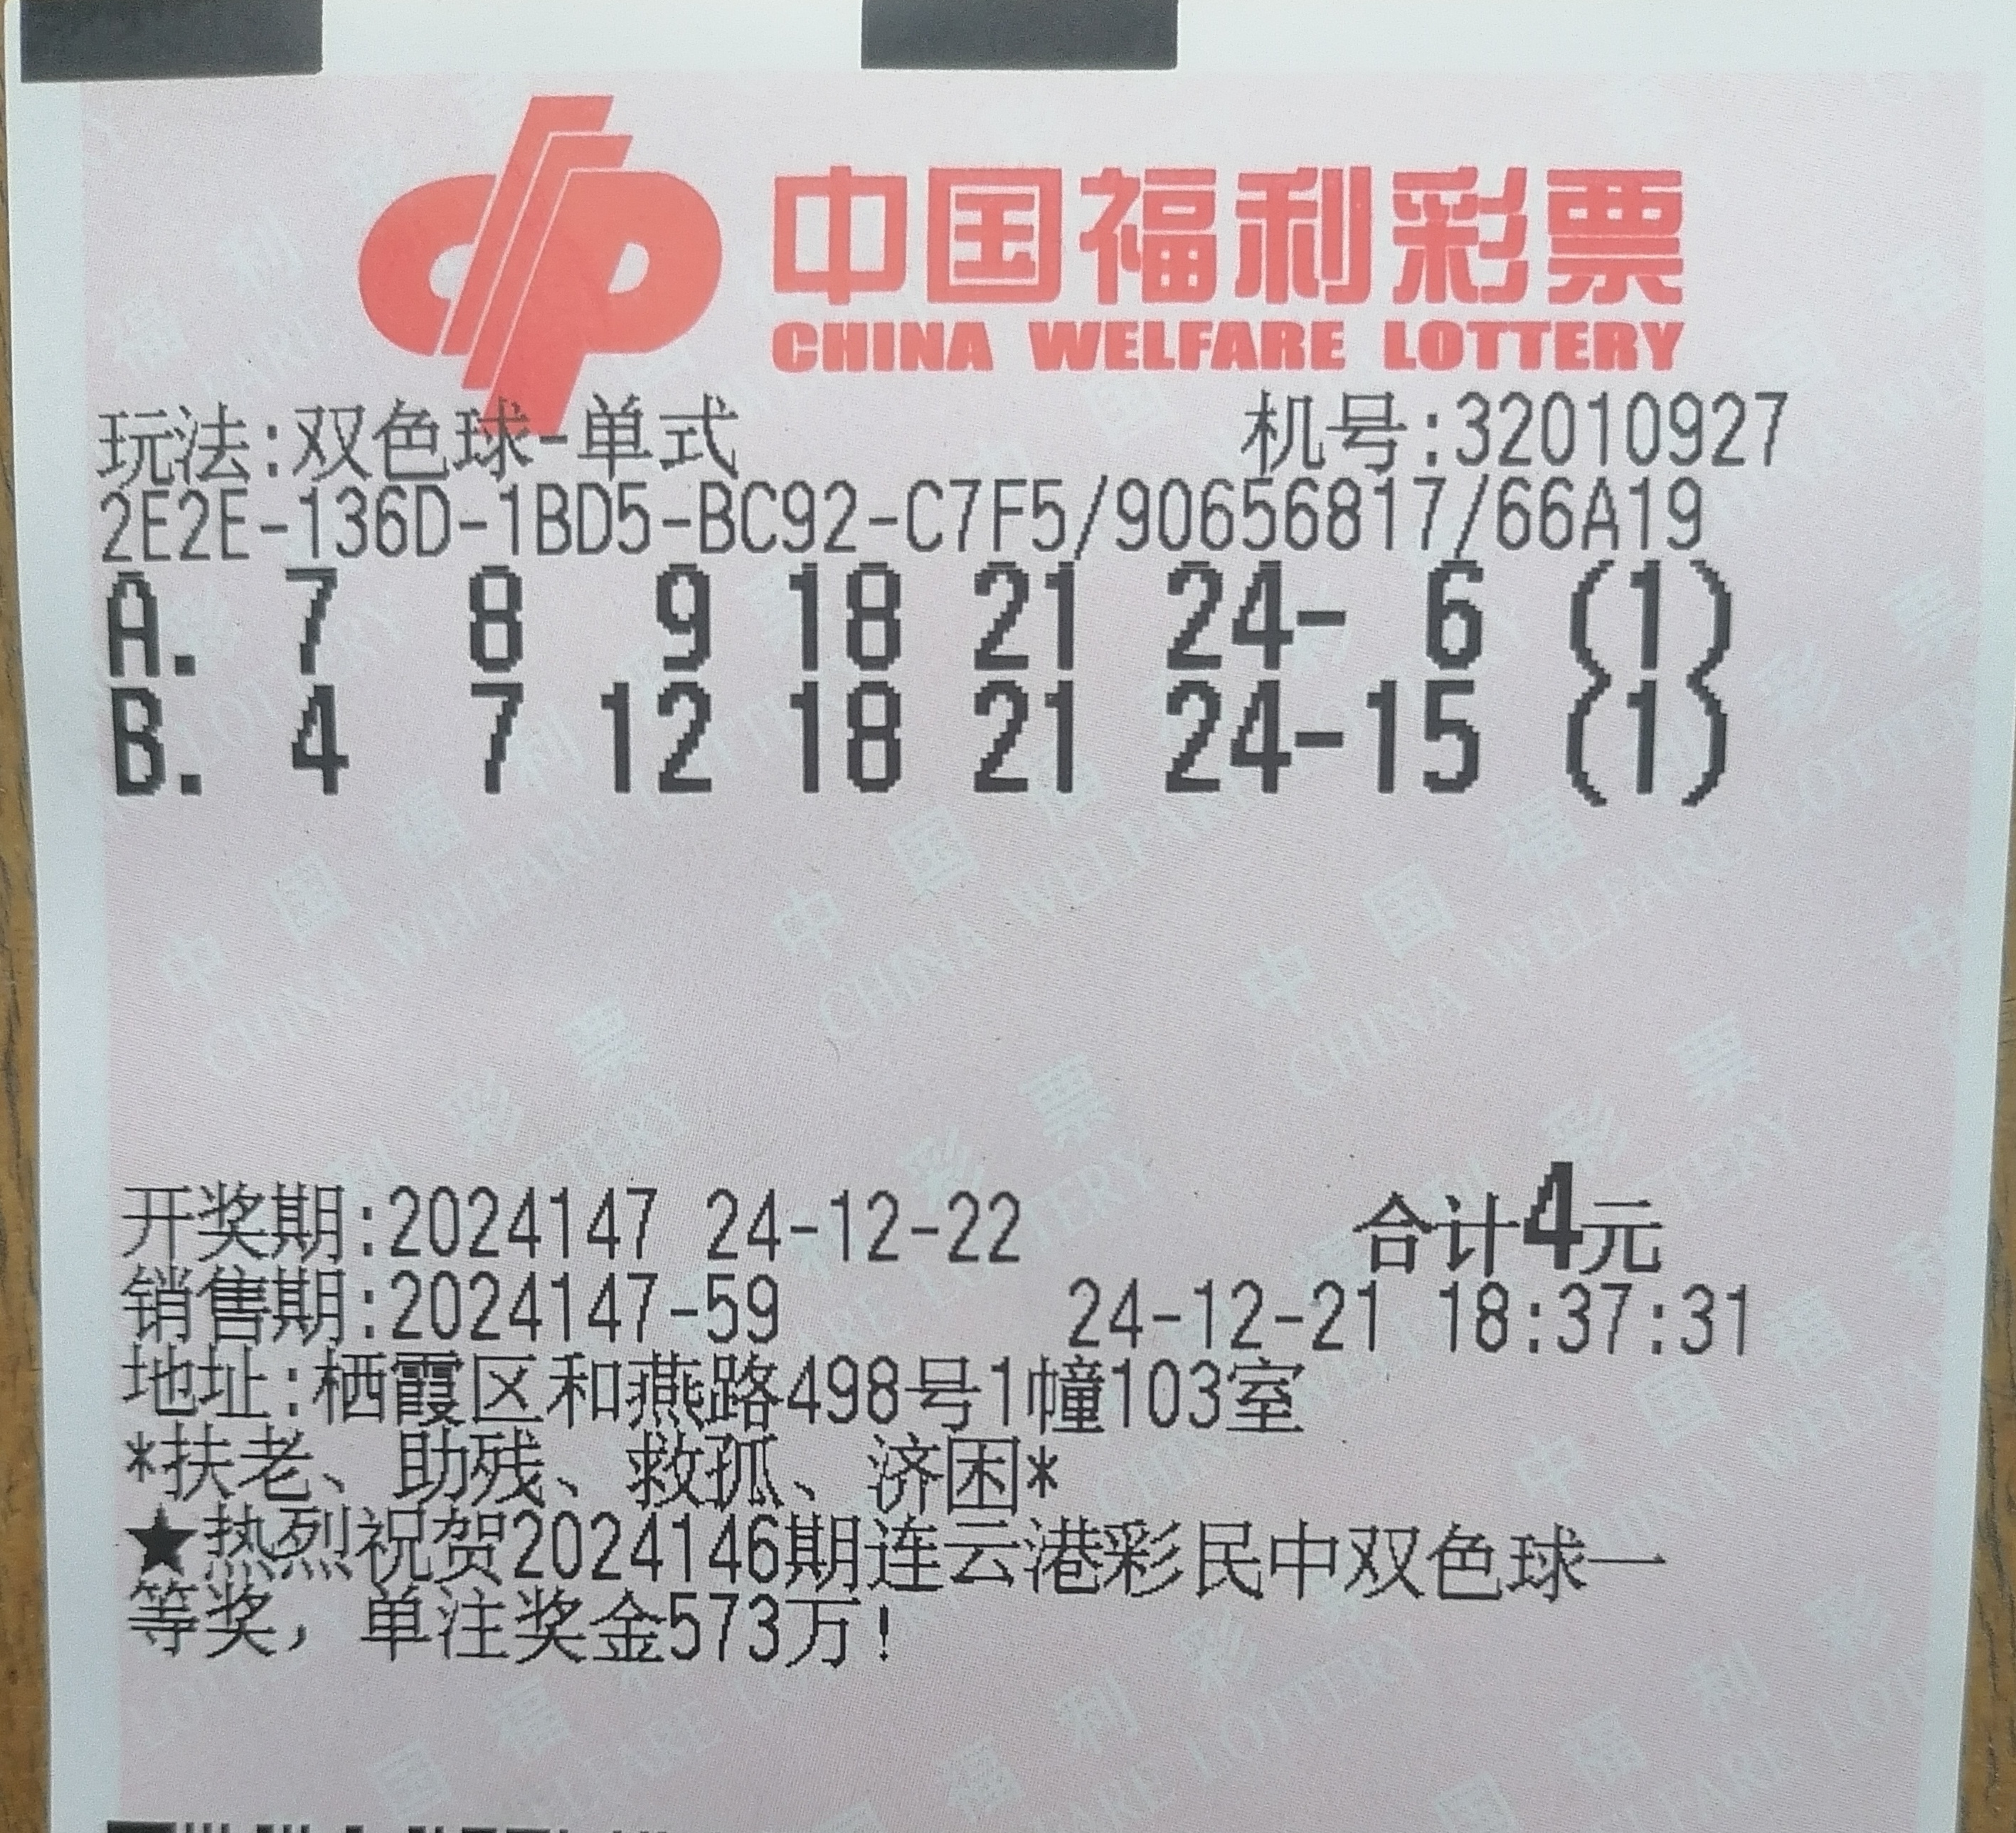 中国福利彩票
CHINA WELFARE LOTTERY
玩法:双色球-单式 机号:32010927
2E2E-136D-1BD5-BC92-C7F5/90656817/66A19
A. 7 8 9 18 21 24- 6 (1)
B. 4 7 12 18 21 24-15 (1)
开奖期:2024147 24-12-22 合计4元
销售期:2024147-59 24-12-21 18:37:31
地址:栖霞区和燕路498号1幢103室
*扶老、助残、救孤、济困*
★热烈祝贺2024146期连云港彩民中双色球一
等奖，单注奖金573万!